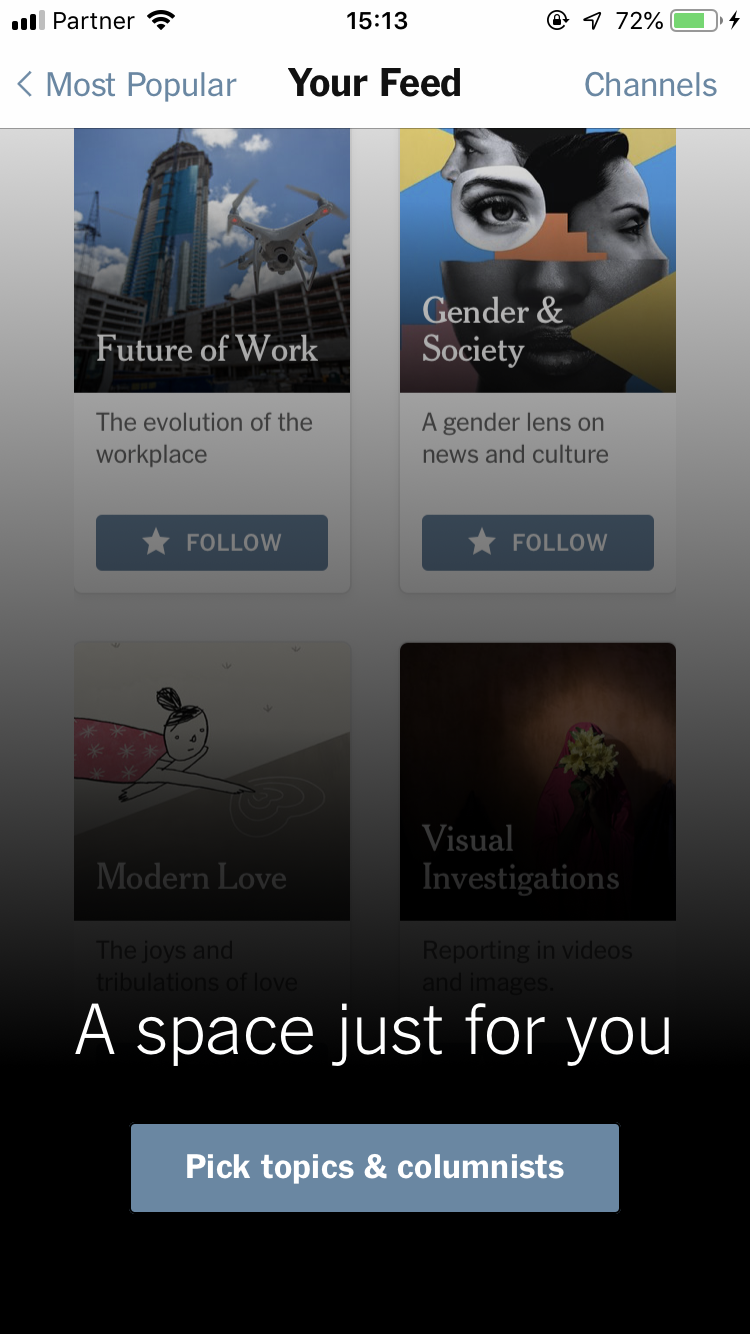 Partner 15:13 72%
Most Popular Your Feed Channels
Future of Work
The evolution of the
workplace
FOLLOW
Gender &
Society
A gender lens on
news and culture
FOLLOW
Modern Love
The joys and
tribulations of love
Visual
Investigations
Reporting in videos
and images.
A space just for you
Pick topics & columnists